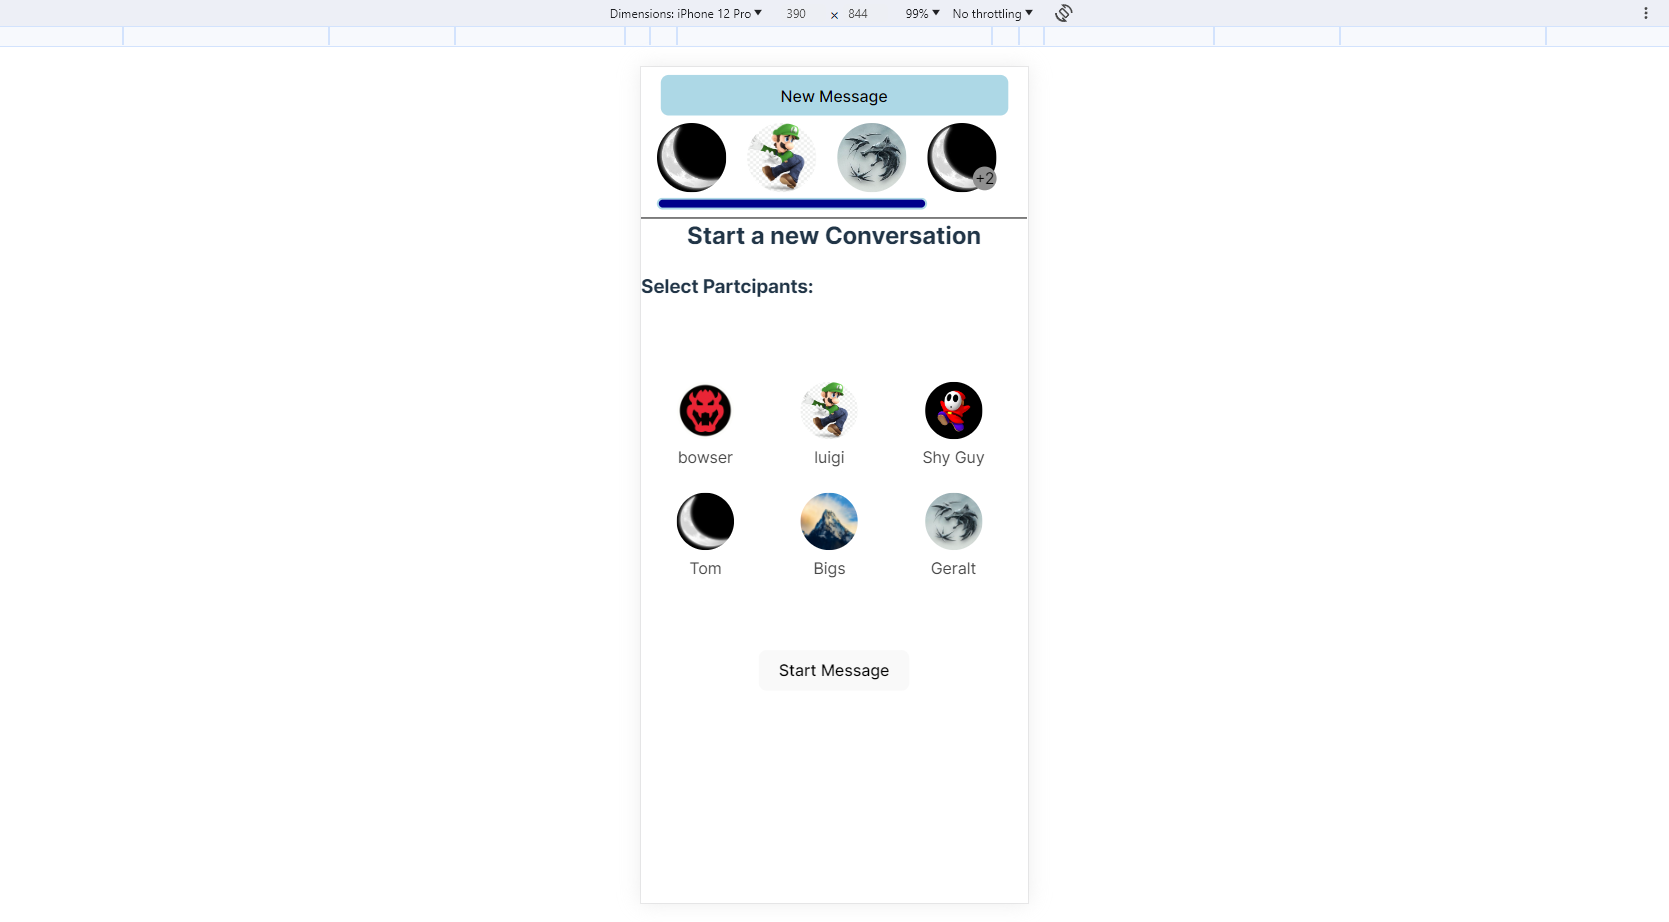 Dimensions: iPhone 12 Pro 390 × 844 99% No throttling
New Message
+2
Start a new Conversation
Select Partcipants:
bowser luigi Shy Guy
Tom Bigs Geralt
Start Message